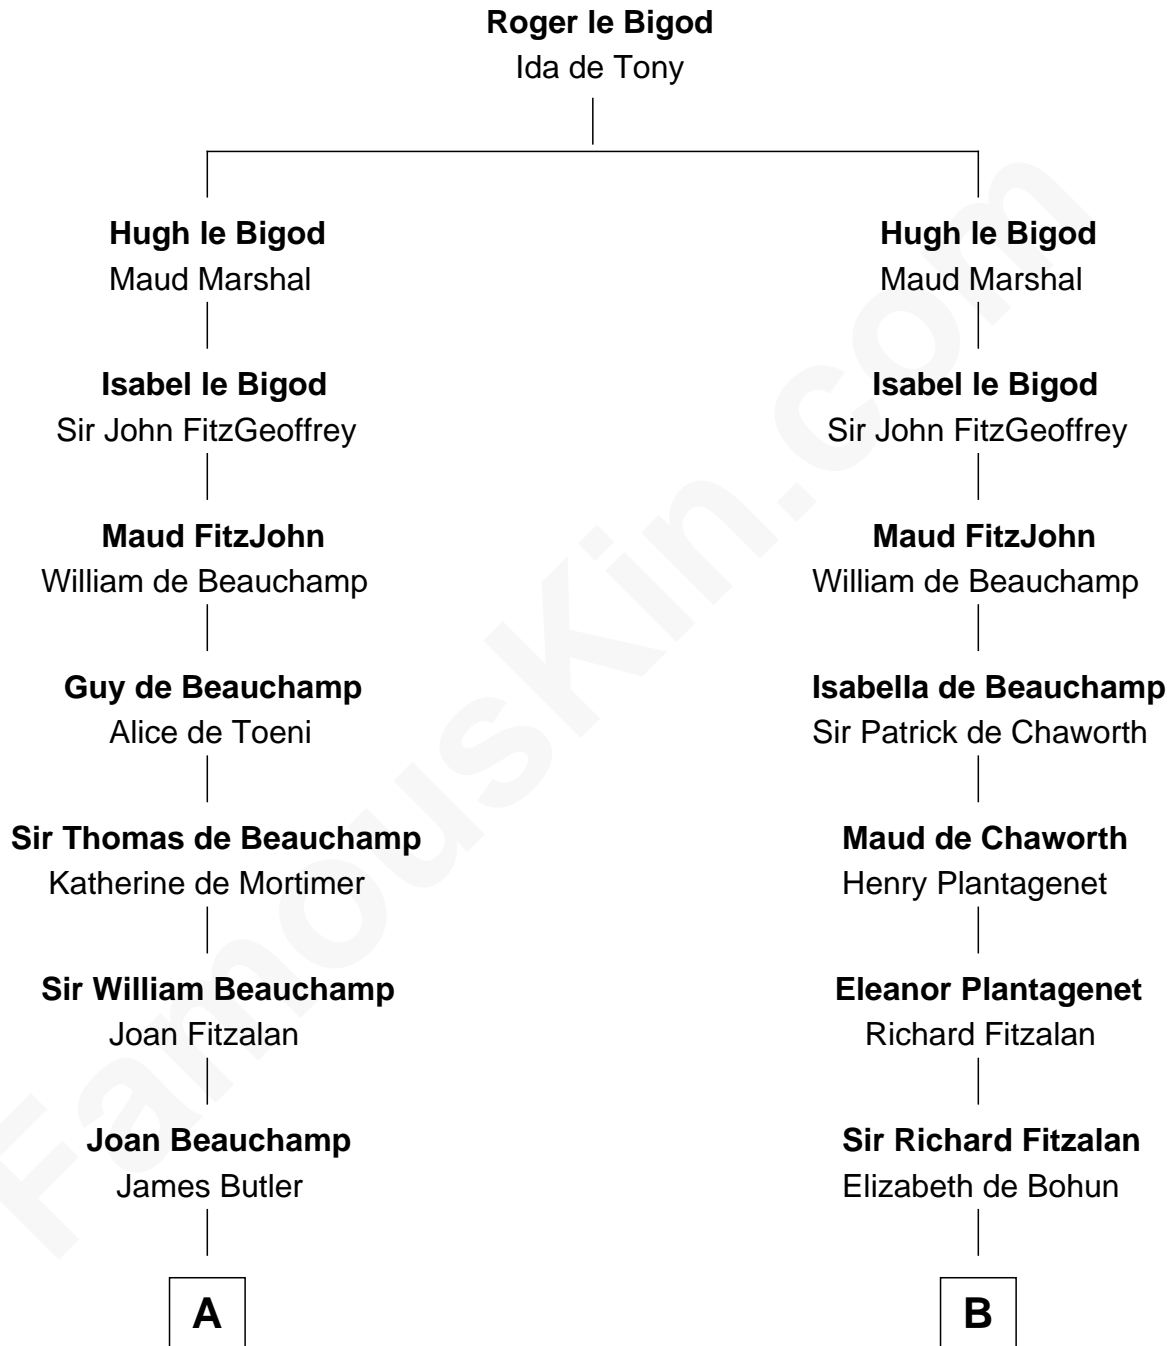 Roger le Bigod
Ida de Tony
Hugh le Bigod
Maud Marshal
Hugh le Bigod
Maud Marshal
Isabel le Bigod
Sir John FitzGeoffrey
Isabel le Bigod
Sir John FitzGeoffrey
Maud FitzJohn
William de Beauchamp
Maud FitzJohn
William de Beauchamp
Guy de Beauchamp
Alice de Toeni
Isabella de Beauchamp
Sir Patrick de Chaworth
Sir Thomas de Beauchamp
Katherine de Mortimer
Maud de Chaworth
Henry Plantagenet
Sir William Beauchamp
Joan Fitzalan
Eleanor Plantagenet
Richard Fitzalan
Joan Beauchamp
James Butler
Sir Richard Fitzalan
Elizabeth de Bohun
A
B
FamousKin.com